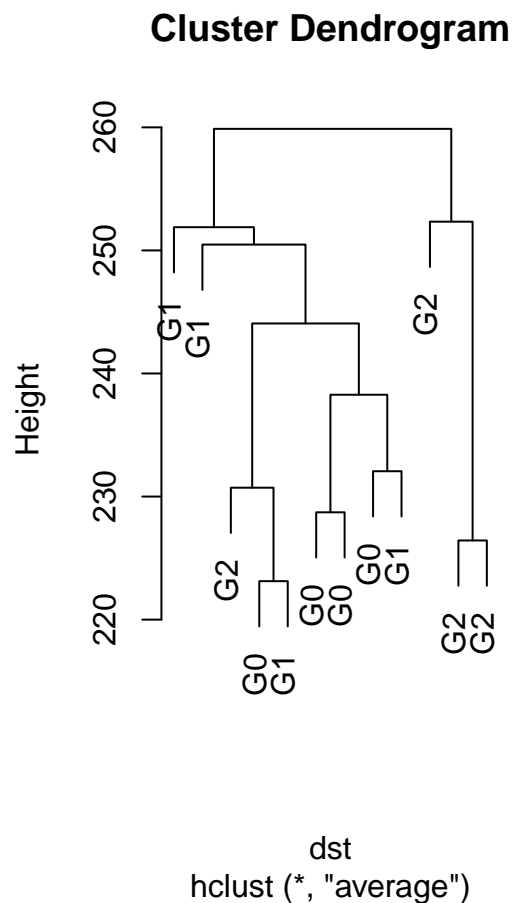 Cluster Dendrogram
Height
260
250
240
230
220
G1
G1
G2
G0
G1
G0
G0
G0
G1
G2
G2
G2
dst
hclust (*, "average")